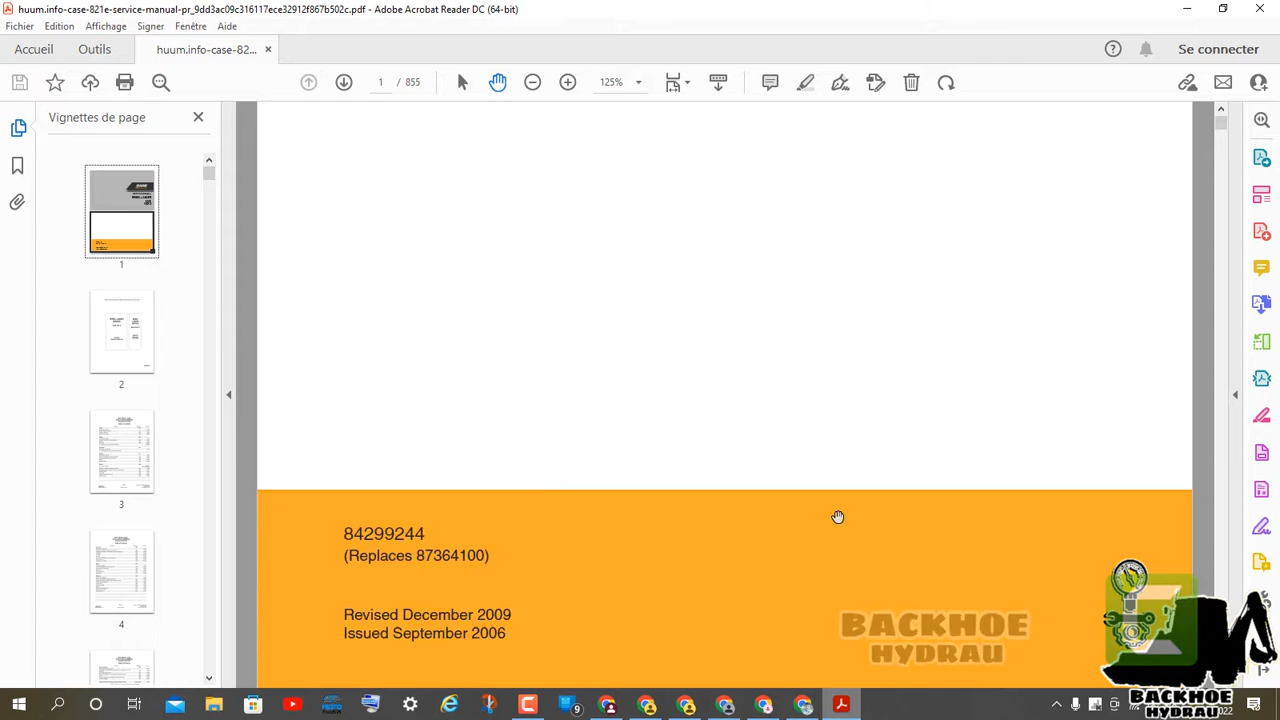 huum.info-case-821e-service-manual-pr_9dd3ac09c316117ece32912f867b502c.pdf - Adobe Acrobat Reader DC (64-bit)
Fichier Edition Affichage Signer Fenêtre Aide
Accueil Outils huum.info-case-82... Se connecter
1 / 855 125%
Vignettes de page
1
2
3
4
84299244
(Replaces 87364100)
Revised December 2009
Issued September 2006
BACKHOE
HYDRAU
BACKHOE
HYDRAU
9